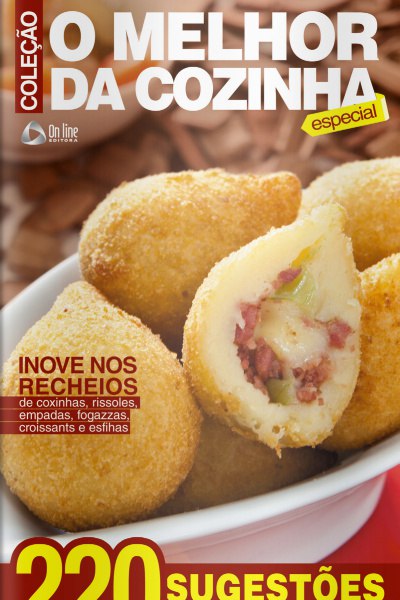 COLEÇÃO
O MELHOR
DA COZINHA
especial
On line
EDITORA
INOVE NOS
RECHEIOS
de coxinhas, rissoles,
empadas, fogazzas,
croissants e esfihas
220 SUGESTÕES